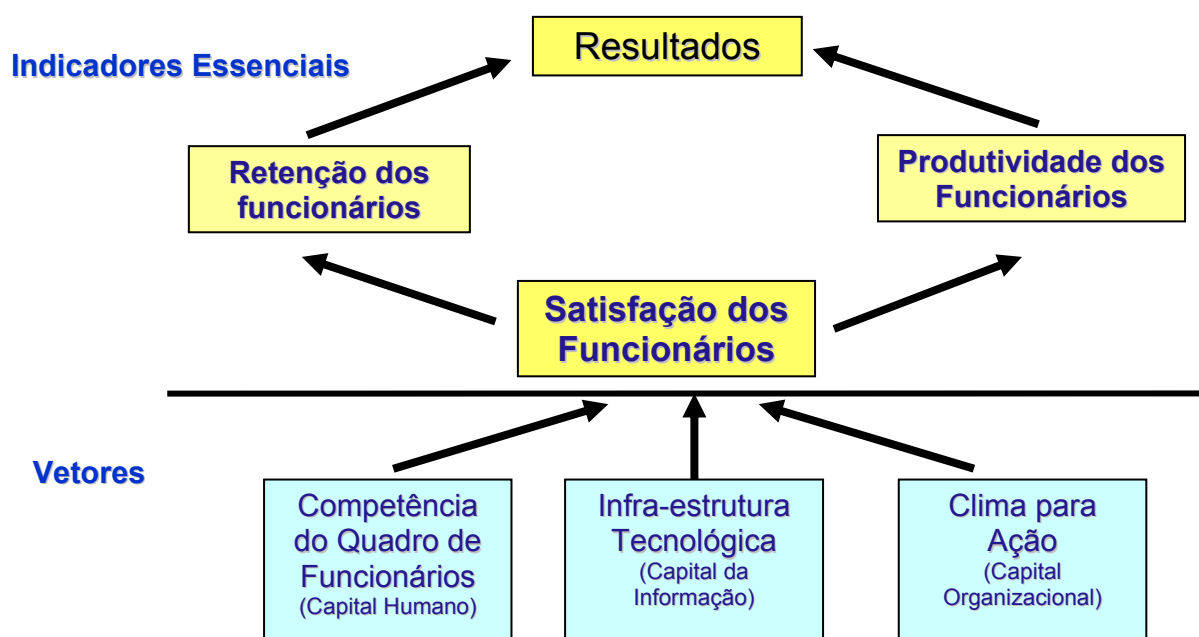 Resultados
Indicadores Essenciais
Retenção dos
funcionários
Produtividade dos
Funcionários
Satisfação dos
Funcionários
Vetores
Competência
do Quadro de
Funcionários
(Capital Humano)
Infra-estrutura
Tecnológica
(Capital da
Informação)
Clima para
Ação
(Capital
Organizacional)